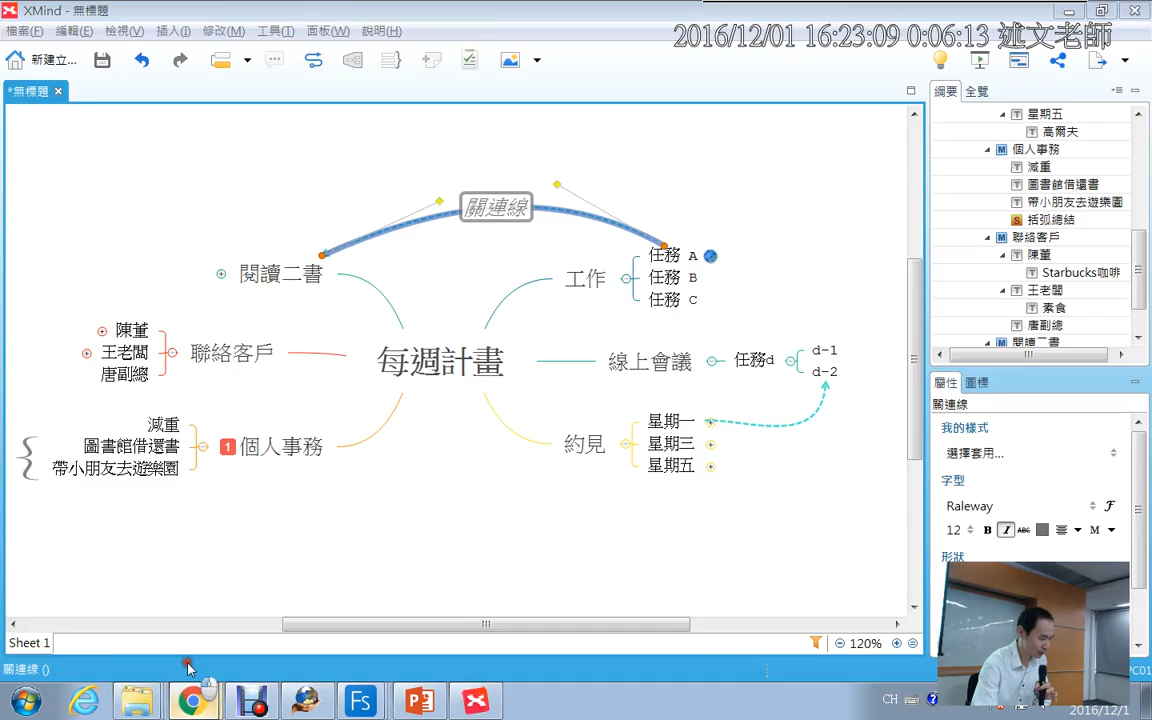 XMind - 無標題
2016/12/01 16:23:09 0:06:13 述文老師
檔案(F) 編輯(E) 檢視(V) 插入(I) 修改(M) 工具(T) 面板(W) 說明(H)
新建立...
*無標題
綱要 全覽
星期五
高爾夫
個人事務
減重
圖書館借還書
帶小朋友去遊樂園
括弧總結
聯絡客戶
陳董
Starbucks咖啡
王老闆
素食
唐副總
閱讀二書
關連線
閱讀二書
工作
任務 A
任務 B
任務 C
陳董
王老闆
唐副總
聯絡客戶
每週計畫
線上會議
任務d
d-1
d-2
減重
圖書館借還書
帶小朋友去遊樂園
1 個人事務
約見
星期一
星期三
星期五
屬性 圖標
關連線
我的樣式
選擇套用...
字型
Raleway
12 B I ABC M
形狀
Sheet 1
120%
關連線 ()
Fs
CH
PC01
2016/12/1